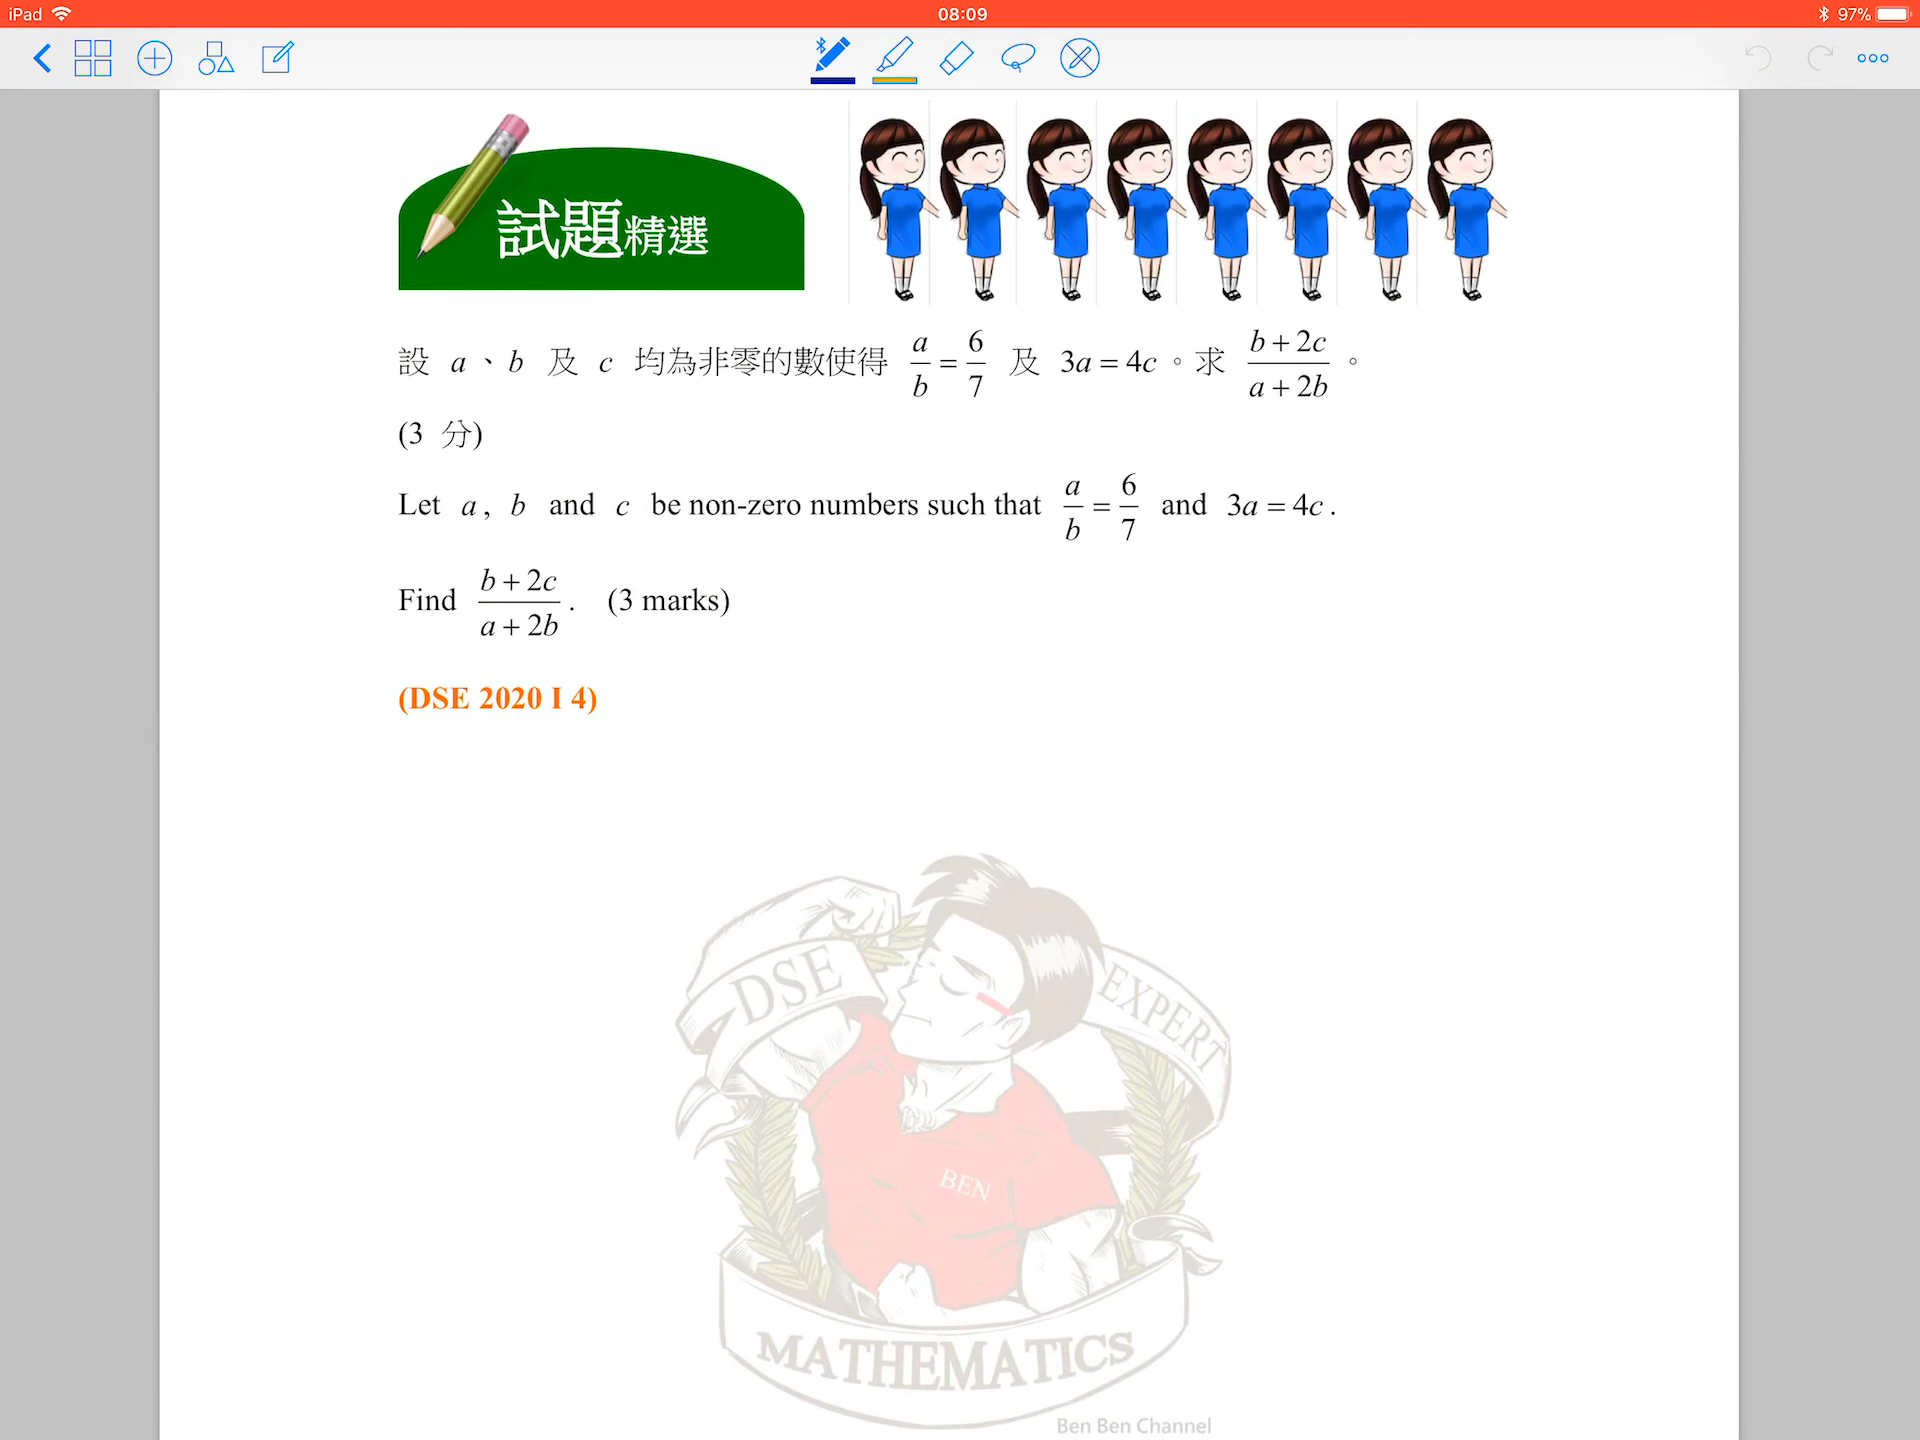 iPad 08:09 97%
試題精選
設 a、b 及 c 均為非零的數使得 a/b = 6/7 及 3a = 4c。求 (b + 2c)/(a + 2b)。
(3 分)
Let a, b and c be non-zero numbers such that a/b = 6/7 and 3a = 4c.
Find (b + 2c)/(a + 2b). (3 marks)
(DSE 2020 I 4)
DSE EXPERT
BEN
MATHEMATICS
Ben Ben Channel